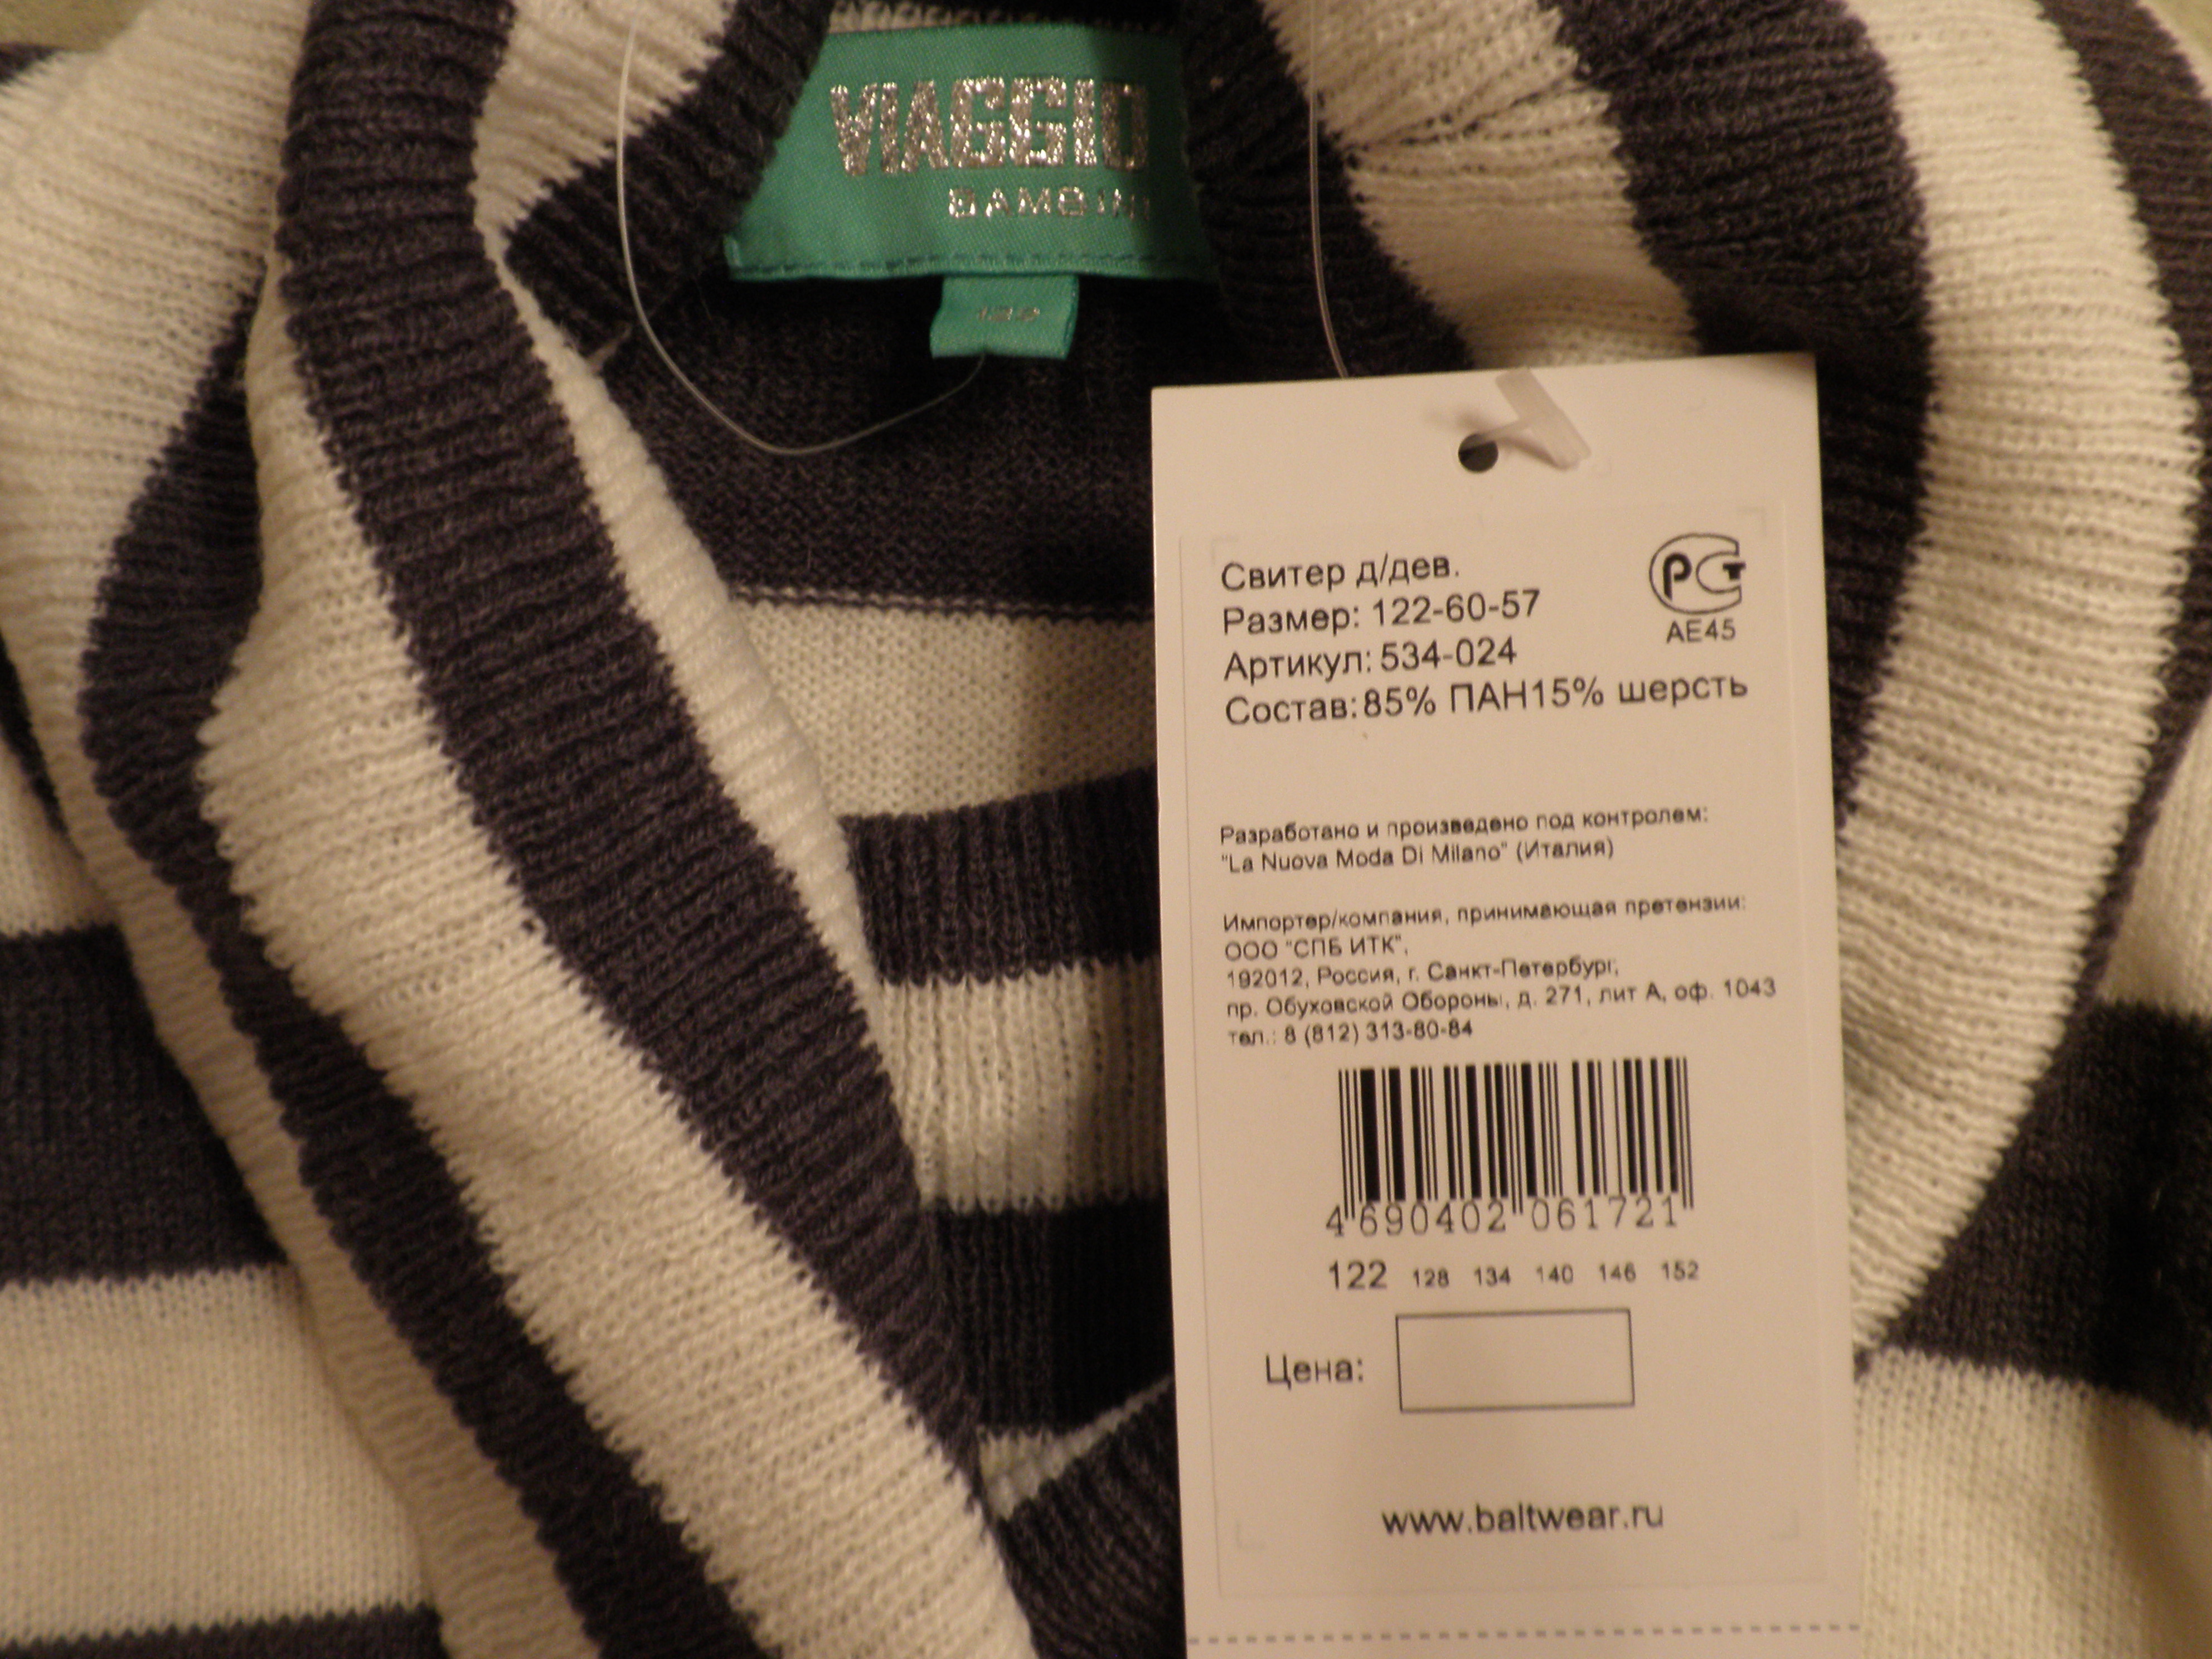 VIAGGIO
BAMBINI
122
Свитер д/дев.
Размер: 122-60-57
Артикул: 534-024
Состав: 85% ПАН15% шерсть
РСТ
АЕ45
Разработано и произведено под контролем:
"La Nuova Moda Di Milano" (Италия)
Импортер/компания, принимающая претензии:
ООО "СПБ ИТК",
192012, Россия, г. Санкт-Петербург,
пр. Обуховской Обороны, д. 271, лит А, оф. 1043
тел.: 8 (812) 313-80-84
4 690402 061721
122 128 134 140 146 152
Цена:
www.baltwear.ru